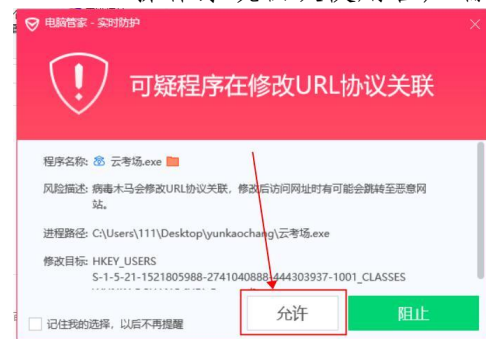 电脑管家 - 实时防护
可疑程序在修改URL协议关联
程序名称: 云考场.exe
风险描述: 病毒木马会修改URL协议关联，修改后访问网址时有可能会跳转至恶意网
站。
进程路径: C:\Users\111\Desktop\yunkaochang\云考场.exe
修改目标: HKEY_USERS
S-1-5-21-1521805988-2741040888-444303937-1001_CLASSES
记住我的选择，以后不再提醒
允许
阻止